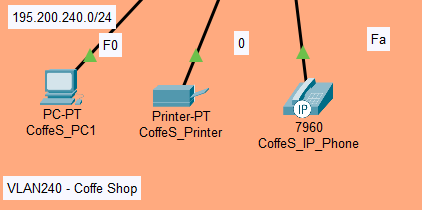 195.200.240.0/24
F0
0
Fa
PC-PT
CoffeS_PC1
Printer-PT
CoffeS_Printer
IP
7960
CoffeS_IP_Phone
VLAN240 - Coffe Shop